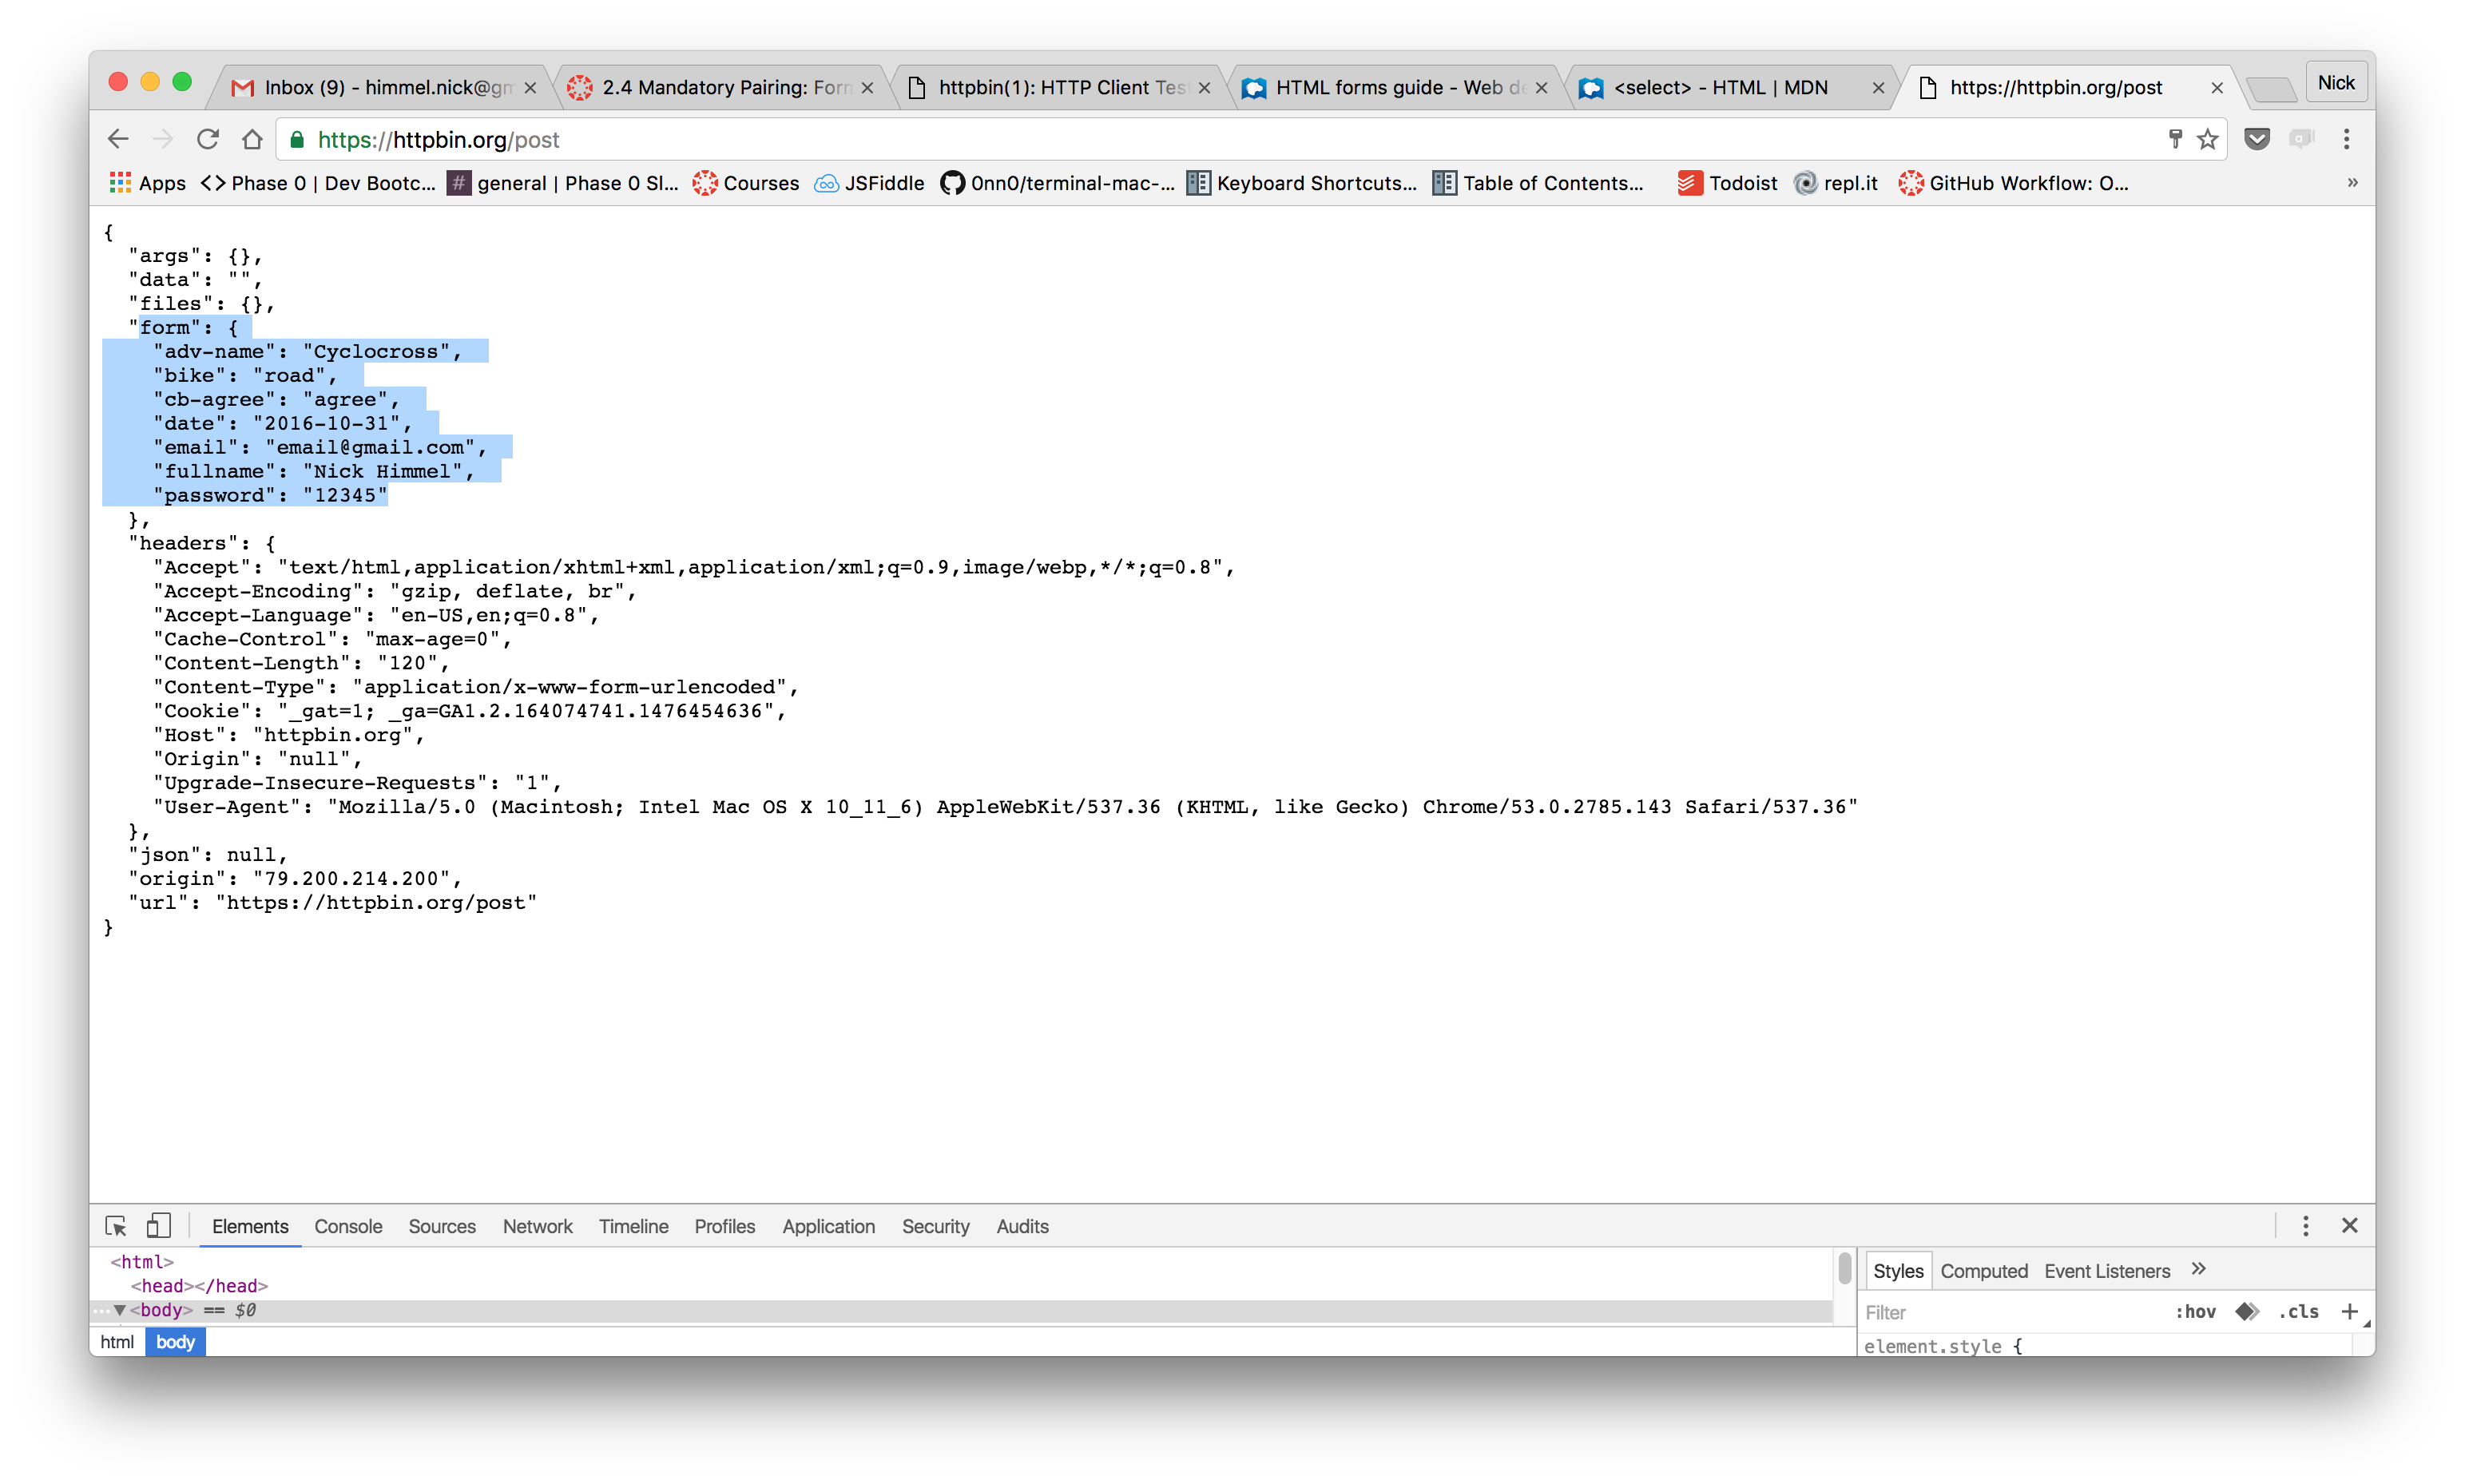 Inbox (9) - himmel.nick@gm
2.4 Mandatory Pairing: Form
httpbin(1): HTTP Client Test
HTML forms guide - Web de
<select> - HTML | MDN
https://httpbin.org/post
Nick
https://httpbin.org/post
Apps
Phase 0 | Dev Bootc...
# general | Phase 0 Sl...
Courses
JSFiddle
0nn0/terminal-mac-...
Keyboard Shortcuts...
Table of Contents...
Todoist
repl.it
GitHub Workflow: O...
»
{
  "args": {},
  "data": "",
  "files": {},
  "form": {
    "adv-name": "Cyclocross",
    "bike": "road",
    "cb-agree": "agree",
    "date": "2016-10-31",
    "email": "email@gmail.com",
    "fullname": "Nick Himmel",
    "password": "12345"
  },
  "headers": {
    "Accept": "text/html,application/xhtml+xml,application/xml;q=0.9,image/webp,*/*;q=0.8",
    "Accept-Encoding": "gzip, deflate, br",
    "Accept-Language": "en-US,en;q=0.8",
    "Cache-Control": "max-age=0",
    "Content-Length": "120",
    "Content-Type": "application/x-www-form-urlencoded",
    "Cookie": "_gat=1; _ga=GA1.2.164074741.1476454636",
    "Host": "httpbin.org",
    "Origin": "null",
    "Upgrade-Insecure-Requests": "1",
    "User-Agent": "Mozilla/5.0 (Macintosh; Intel Mac OS X 10_11_6) AppleWebKit/537.36 (KHTML, like Gecko) Chrome/53.0.2785.143 Safari/537.36"
  },
  "json": null,
  "origin": "79.200.214.200",
  "url": "https://httpbin.org/post"
}
Elements Console Sources Network Timeline Profiles Application Security Audits
<html>
<head></head>
<body> == $0
html body
Styles Computed Event Listeners »
Filter :hov .cls +
element.style {